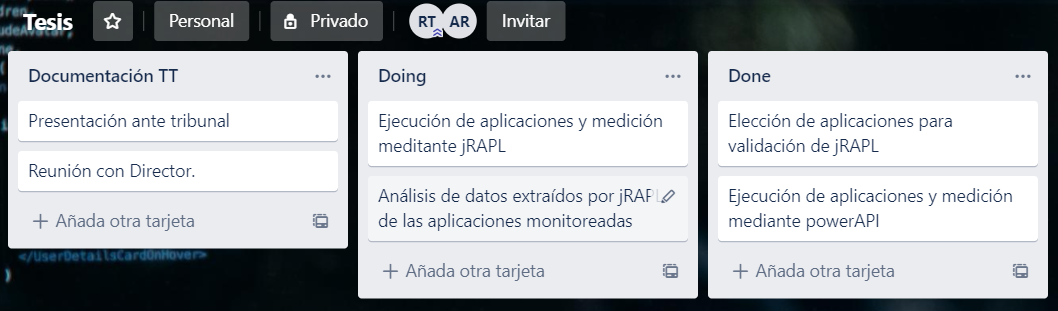 Tesis
Personal
Privado
RT
AR
Invitar
Documentación TT
Presentación ante tribunal
Reunión con Director.
Añada otra tarjeta
</UserDetailsCardOnHover>
)
Doing
Ejecución de aplicaciones y medición
meditante jRAPL
Análisis de datos extraídos por jRAPL
de las aplicaciones monitoreadas
Añada otra tarjeta
Done
Elección de aplicaciones para
validación de jRAPL
Ejecución de aplicaciones y medición
mediante powerAPI
Añada otra tarjeta